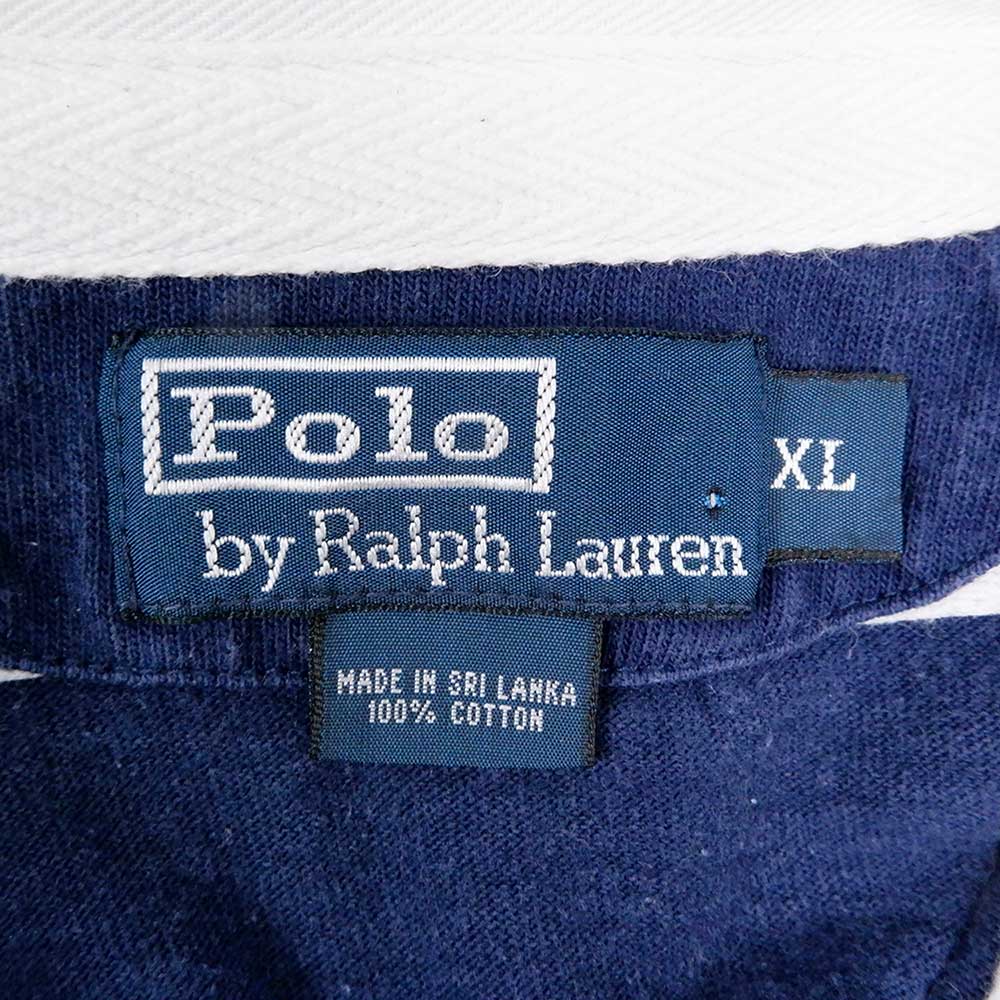 Polo
by Ralph Lauren
XL
MADE IN SRI LANKA
100% COTTON